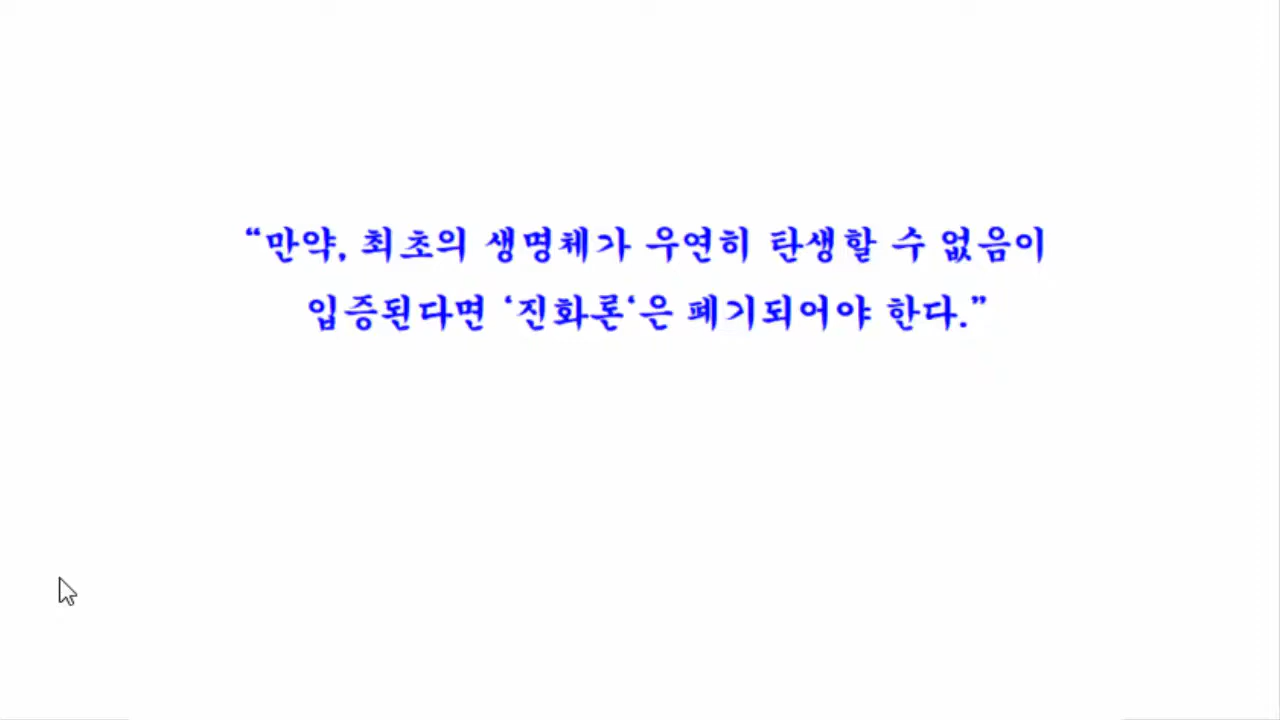 “만약, 최초의 생명체가 우연히 탄생할 수 없음이
입증된다면 ‘진화론‘은 폐기되어야 한다.”